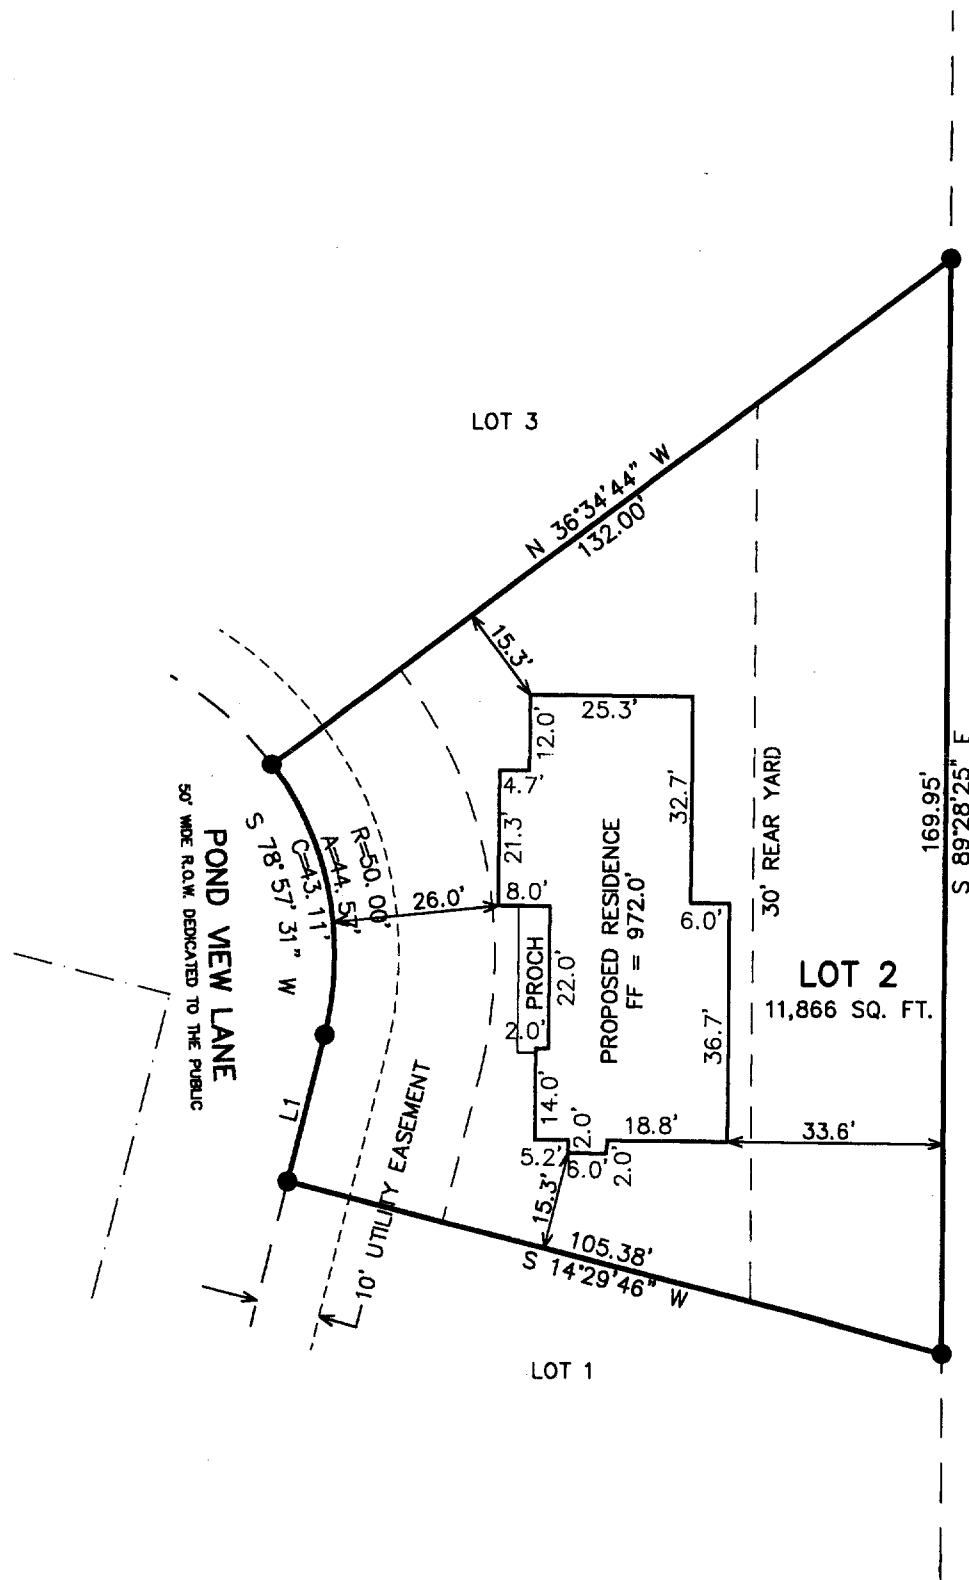 LOT 3
N 36°34'44" W
132.00'
15.3'
12.0'
25.3'
4.7'
21.3'
32.7'
8.0'
6.0'
PROCH
22.0'
2.0'
14.0'
36.7'
PROPOSED RESIDENCE
FF = 972.0'
5.2'
2.0'
6.0'
2.0'
18.8'
15.3'
33.6'
30' REAR YARD
LOT 2
11,866 SQ. FT.
169.95'
S 89°28'25" E
26.0'
R=50.00'
A=44.57'
C=43.11'
S 78°57'31" W
POND VIEW LANE
50' WIDE R.O.W. DEDICATED TO THE PUBLIC
L1
10' UTILITY EASEMENT
105.38'
S 14°29'46" W
LOT 1